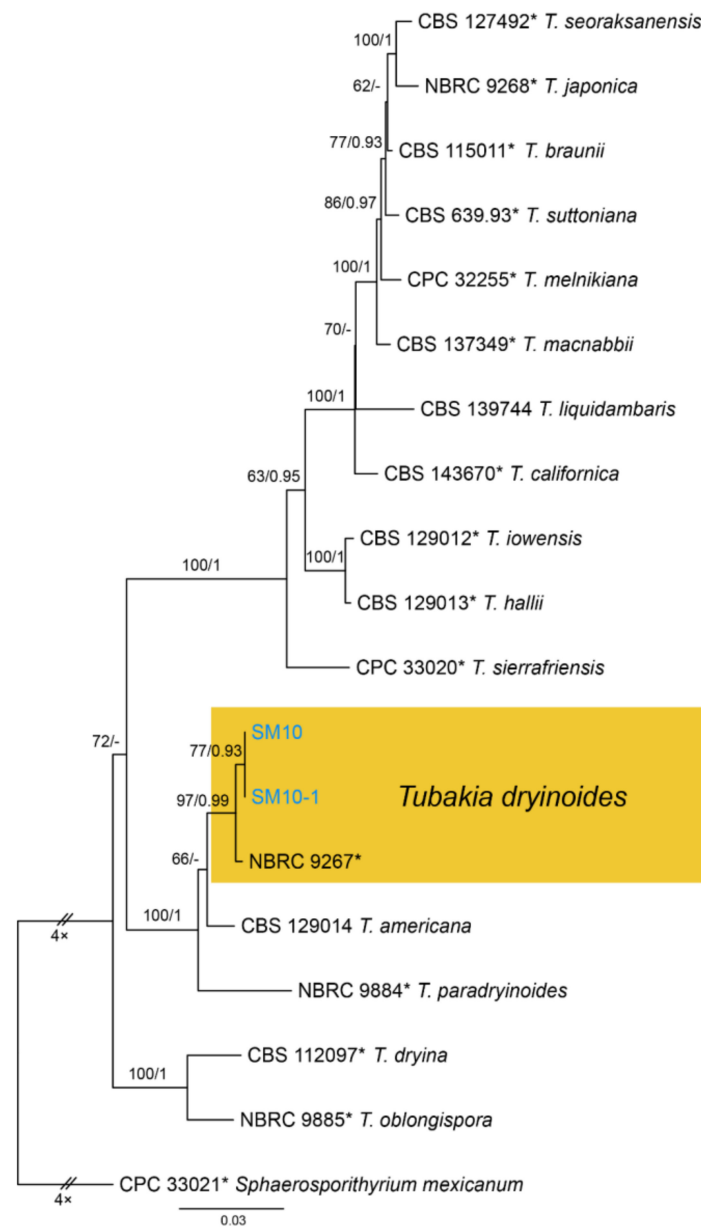 CBS 127492* T. seoraksanensis
100/1
NBRC 9268* T. japonica
62/-
77/0.93
CBS 115011* T. braunii
86/0.97
CBS 639.93* T. suttoniana
100/1
CPC 32255* T. melnikiana
70/-
CBS 137349* T. macnabbii
100/1
CBS 139744 T. liquidambaris
63/0.95
CBS 143670* T. californica
CBS 129012* T. iowensis
100/1
100/1
CBS 129013* T. hallii
CPC 33020* T. sierrafriensis
SM10
72/-
77/0.93
Tubakia dryinoides
SM10-1
97/0.99
NBRC 9267*
66/-
100/1
CBS 129014 T. americana
4×
NBRC 9884* T. paradryinoides
CBS 112097* T. dryina
100/1
NBRC 9885* T. oblongispora
CPC 33021* Sphaerosporithyrium mexicanum
4×
0.03